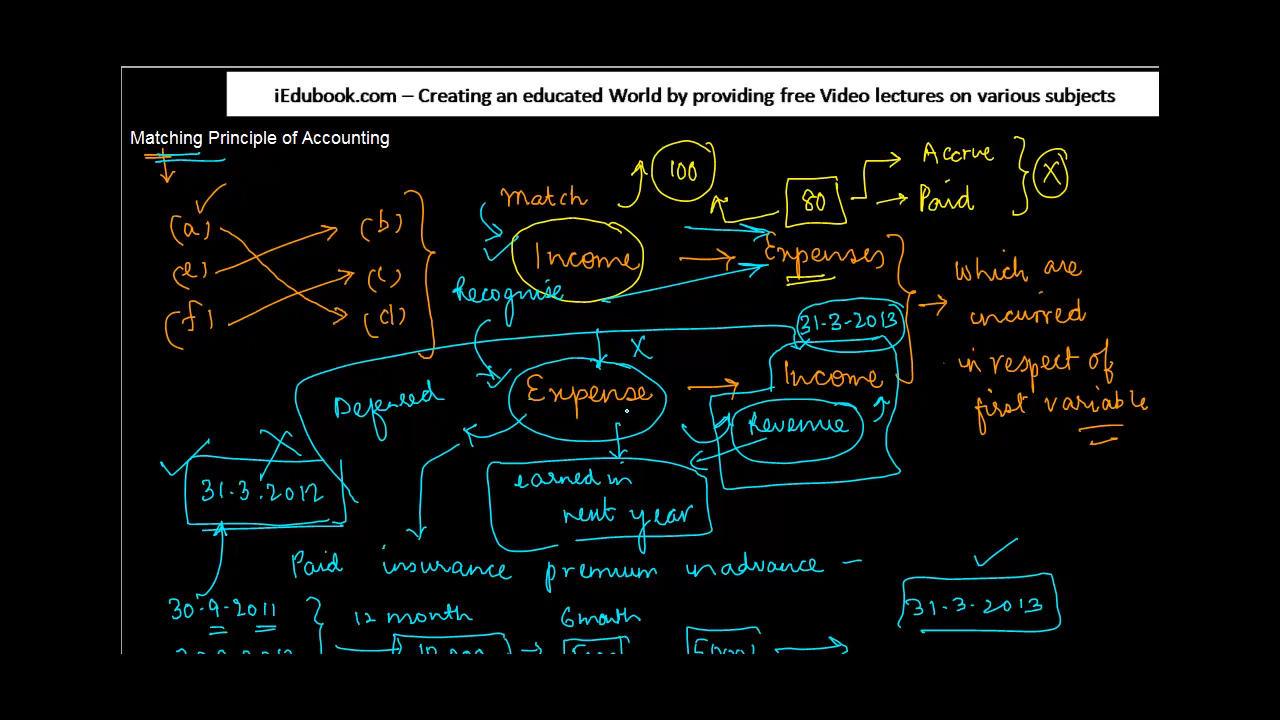 iEdubook.com – Creating an educated World by providing free Video lectures on various subjects
Matching Principle of Accounting
(a)
(e)
(f)
(b)
(c)
(d)
Match
100
80
Accrue
Paid
X
Income
Expenses
Recognise
which are
incurred
in respect of
first variable
31-3-2013
X
Expense
Income
Revenue
Defeered
31.3.2012
earned in
next year
Paid insurance premium in advance –
30-9-2011
12 month
6 month
31-3-2013